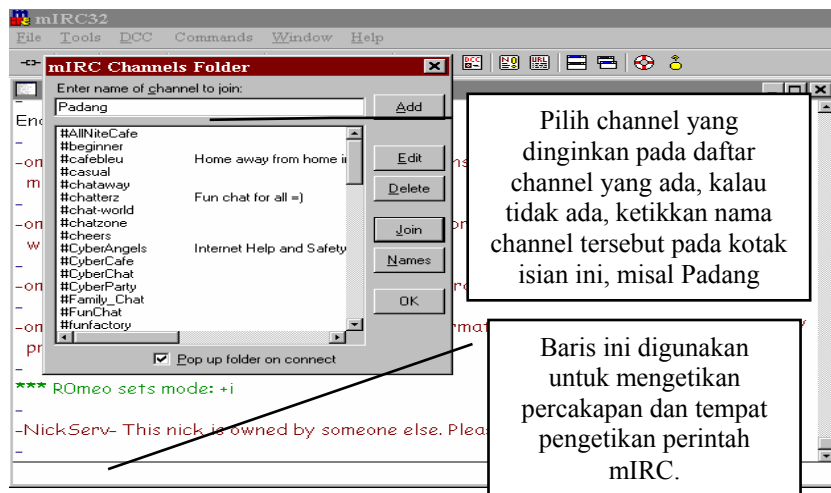 mIRC32
File Tools DCC Commands Window Help
mIRC Channels Folder
Enter name of channel to join:
Padang
Add
#AllNiteCafe
#beginner
#cafebleu Home away from home i
#casual
#chataway
#chatterz Fun chat for all =)
#chat-world
#chatzone
#cheers
#CyberAngels Internet Help and Safety
#CyberCafe
#CyberChat
#CyberParty
#Family_Chat
#FunChat
#funfactory
Edit
Delete
Join
Names
OK
Pop up folder on connect
Pilih channel yang
dinginkan pada daftar
channel yang ada, kalau
tidak ada, ketikkan nama
channel tersebut pada kotak
isian ini, misal Padang
*** ROmeo sets mode: +i
-
-NickServ- This nick is owned by someone else. Plea
-
Baris ini digunakan
untuk mengetikan
percakapan dan tempat
pengetikan perintah
mIRC.